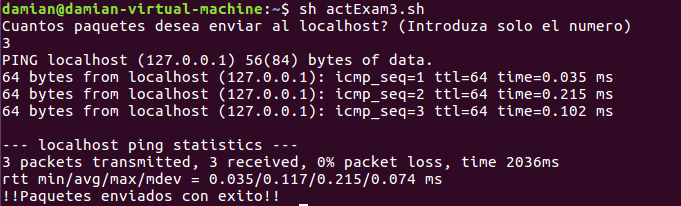 damian@damian-virtual-machine:~$ sh actExam3.sh
Cuantos paquetes desea enviar al localhost? (Introduza solo el numero)
3
PING localhost (127.0.0.1) 56(84) bytes of data.
64 bytes from localhost (127.0.0.1): icmp_seq=1 ttl=64 time=0.035 ms
64 bytes from localhost (127.0.0.1): icmp_seq=2 ttl=64 time=0.215 ms
64 bytes from localhost (127.0.0.1): icmp_seq=3 ttl=64 time=0.102 ms
--- localhost ping statistics ---
3 packets transmitted, 3 received, 0% packet loss, time 2036ms
rtt min/avg/max/mdev = 0.035/0.117/0.215/0.074 ms
!!Paquetes enviados con exito!!